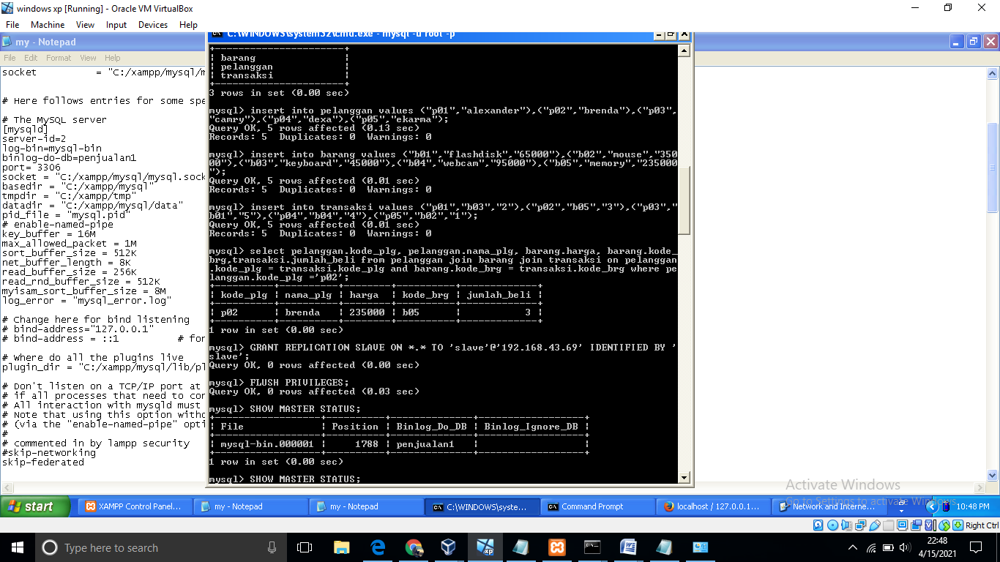 windows xp [Running] - Oracle VM VirtualBox
File Machine View Input Devices Help
my - Notepad
File Edit Format View Help
socket = "C:/xampp/mysql/m
# Here follows entries for some spe
# The MySQL server
[mysqld]
server-id=2
log-bin=mysql-bin
binlog-do-db=penjualan1
port= 3306
socket = "C:/xampp/mysql/mysql.sock
basedir = "C:/xampp/mysql"
tmpdir = "C:/xampp/tmp"
datadir = "C:/xampp/mysql/data"
pid_file = "mysql.pid"
# enable-named-pipe
key_buffer = 16M
max_allowed_packet = 1M
sort_buffer_size = 512K
net_buffer_length = 8K
read_buffer_size = 256K
read_rnd_buffer_size = 512K
myisam_sort_buffer_size = 8M
log_error = "mysql_error.log"
# Change here for bind listening
# bind-address="127.0.0.1"
# bind-address = ::1 # for
# Where do all the plugins live
plugin_dir = "C:/xampp/mysql/lib/pl
# Don't listen on a TCP/IP port at
# if all processes that need to con
# All interaction with mysqld must
# Note that using this option witho
# (via the "enable-named-pipe" opti
#
# commented in by lampp security
#skip-networking
skip-federated
C:\WINDOWS\system32\cmd.exe - mysql -u root -p
+----------------------+
| barang |
| pelanggan |
| transaksi |
+----------------------+
3 rows in set (0.00 sec)
mysql> insert into pelanggan values ("p01","alexander"),("p02","brenda"),("p03",
"camry"),("p04","dexa"),("p05","ekarma");
Query OK, 5 rows affected (0.13 sec)
Records: 5 Duplicates: 0 Warnings: 0
mysql> insert into barang values ("b01","flashdisk","65000"),("b02","mouse","350
00"),("b03","keyboard","45000"),("b04","webcam","95000"),("b05","memory","235000
");
Query OK, 5 rows affected (0.01 sec)
Records: 5 Duplicates: 0 Warnings: 0
mysql> insert into transaksi values ("p01","b03","2"),("p02","b05","3"),("p03","
b01","5"),("p04","b04","4"),("p05","b02","1");
Query OK, 5 rows affected (0.01 sec)
Records: 5 Duplicates: 0 Warnings: 0
mysql> select pelanggan.kode_plg, pelanggan.nama_plg, barang.harga, barang.kode_
brg,transaksi.jumlah_beli from pelanggan join barang join transaksi on pelanggan
.kode_plg = transaksi.kode_plg and barang.kode_brg = transaksi.kode_brg where pe
langgan.kode_plg ='p02';
+----------+----------+--------+----------+-------------+
| kode_plg | nama_plg | harga | kode_brg | jumlah_beli |
+----------+----------+--------+----------+-------------+
| p02 | brenda | 235000 | b05 | 3 |
+----------+----------+--------+----------+-------------+
1 row in set (0.00 sec)
mysql> GRANT REPLICATION SLAVE ON *.* TO 'slave'@'192.168.43.69' IDENTIFIED BY '
slave';
Query OK, 0 rows affected (0.00 sec)
mysql> FLUSH PRIVILEGES;
Query OK, 0 rows affected (0.03 sec)
mysql> SHOW MASTER STATUS;
+------------------+----------+--------------+------------------+
| File | Position | Binlog_Do_DB | Binlog_Ignore_DB |
+------------------+----------+--------------+------------------+
| mysql-bin.000001 | 1788 | penjualan1 | |
+------------------+----------+--------------+------------------+
1 row in set (0.00 sec)
mysql> SHOW MASTER STATUS;
Activate Windows
Go to Settings to activate Windows.
start XAMPP Control Panel... my - Notepad my - Notepad C:\WINDOWS\syste... Command Prompt localhost / 127.0.0.1... Network and Interne... 10:48 PM
Right Ctrl
Type here to search
22:48
4/15/2021